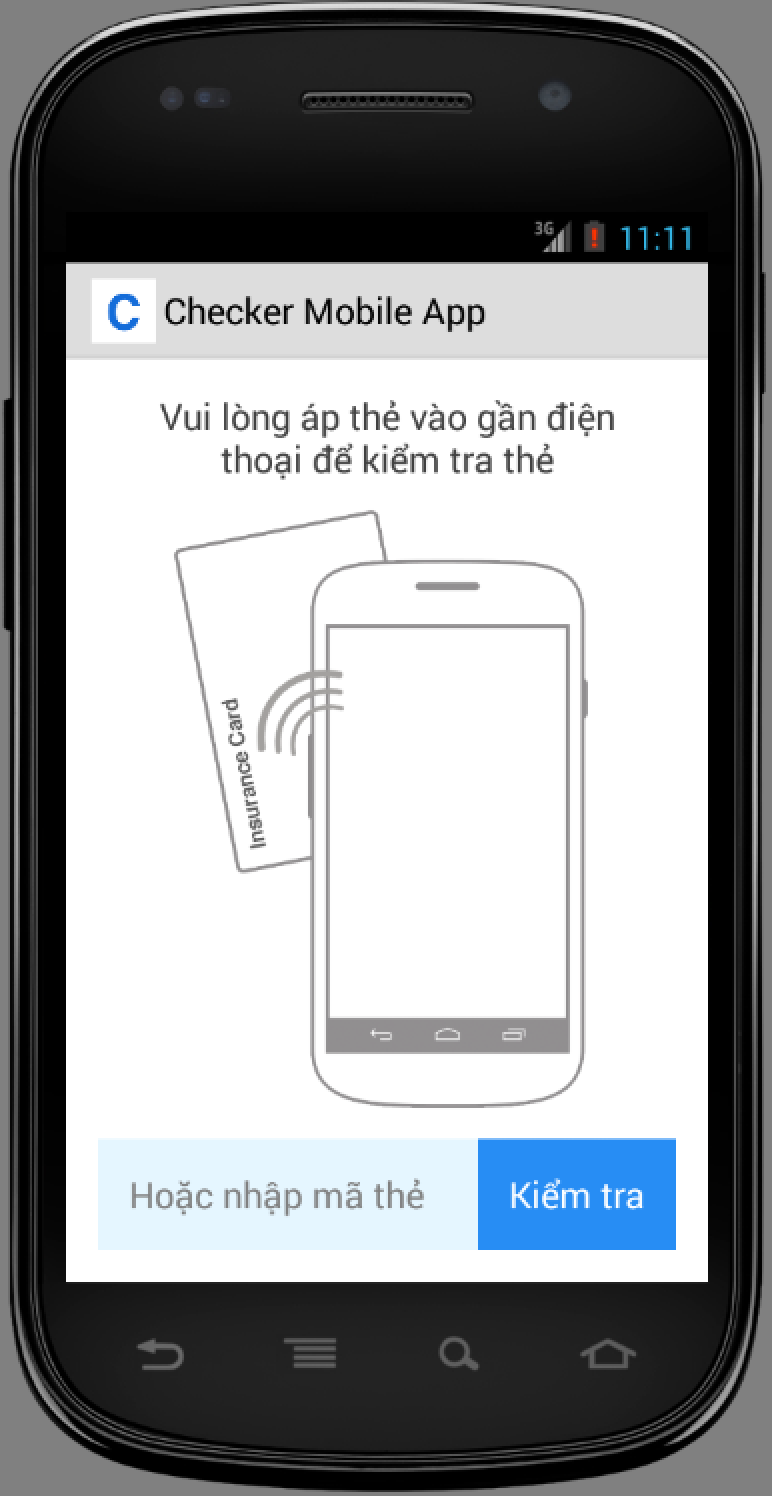 3G 11:11
C Checker Mobile App
Vui lòng áp thẻ vào gần điện
thoại để kiểm tra thẻ
Insurance Card
Hoặc nhập mã thẻ Kiểm tra